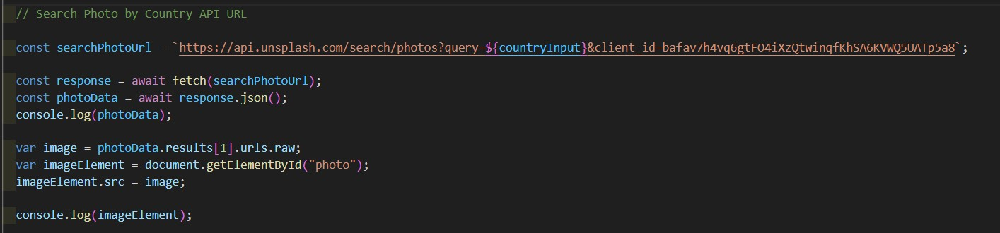 // Search Photo by Country API URL
const searchPhotoUrl = `https://api.unsplash.com/search/photos?query=${countryInput}&client_id=bafav7h4vq6gtFO4iXzQtwinqfKhSA6KVWQ5UATp5a8`;
const response = await fetch(searchPhotoUrl);
const photoData = await response.json();
console.log(photoData);
var image = photoData.results[1].urls.raw;
var imageElement = document.getElementById("photo");
imageElement.src = image;
console.log(imageElement);